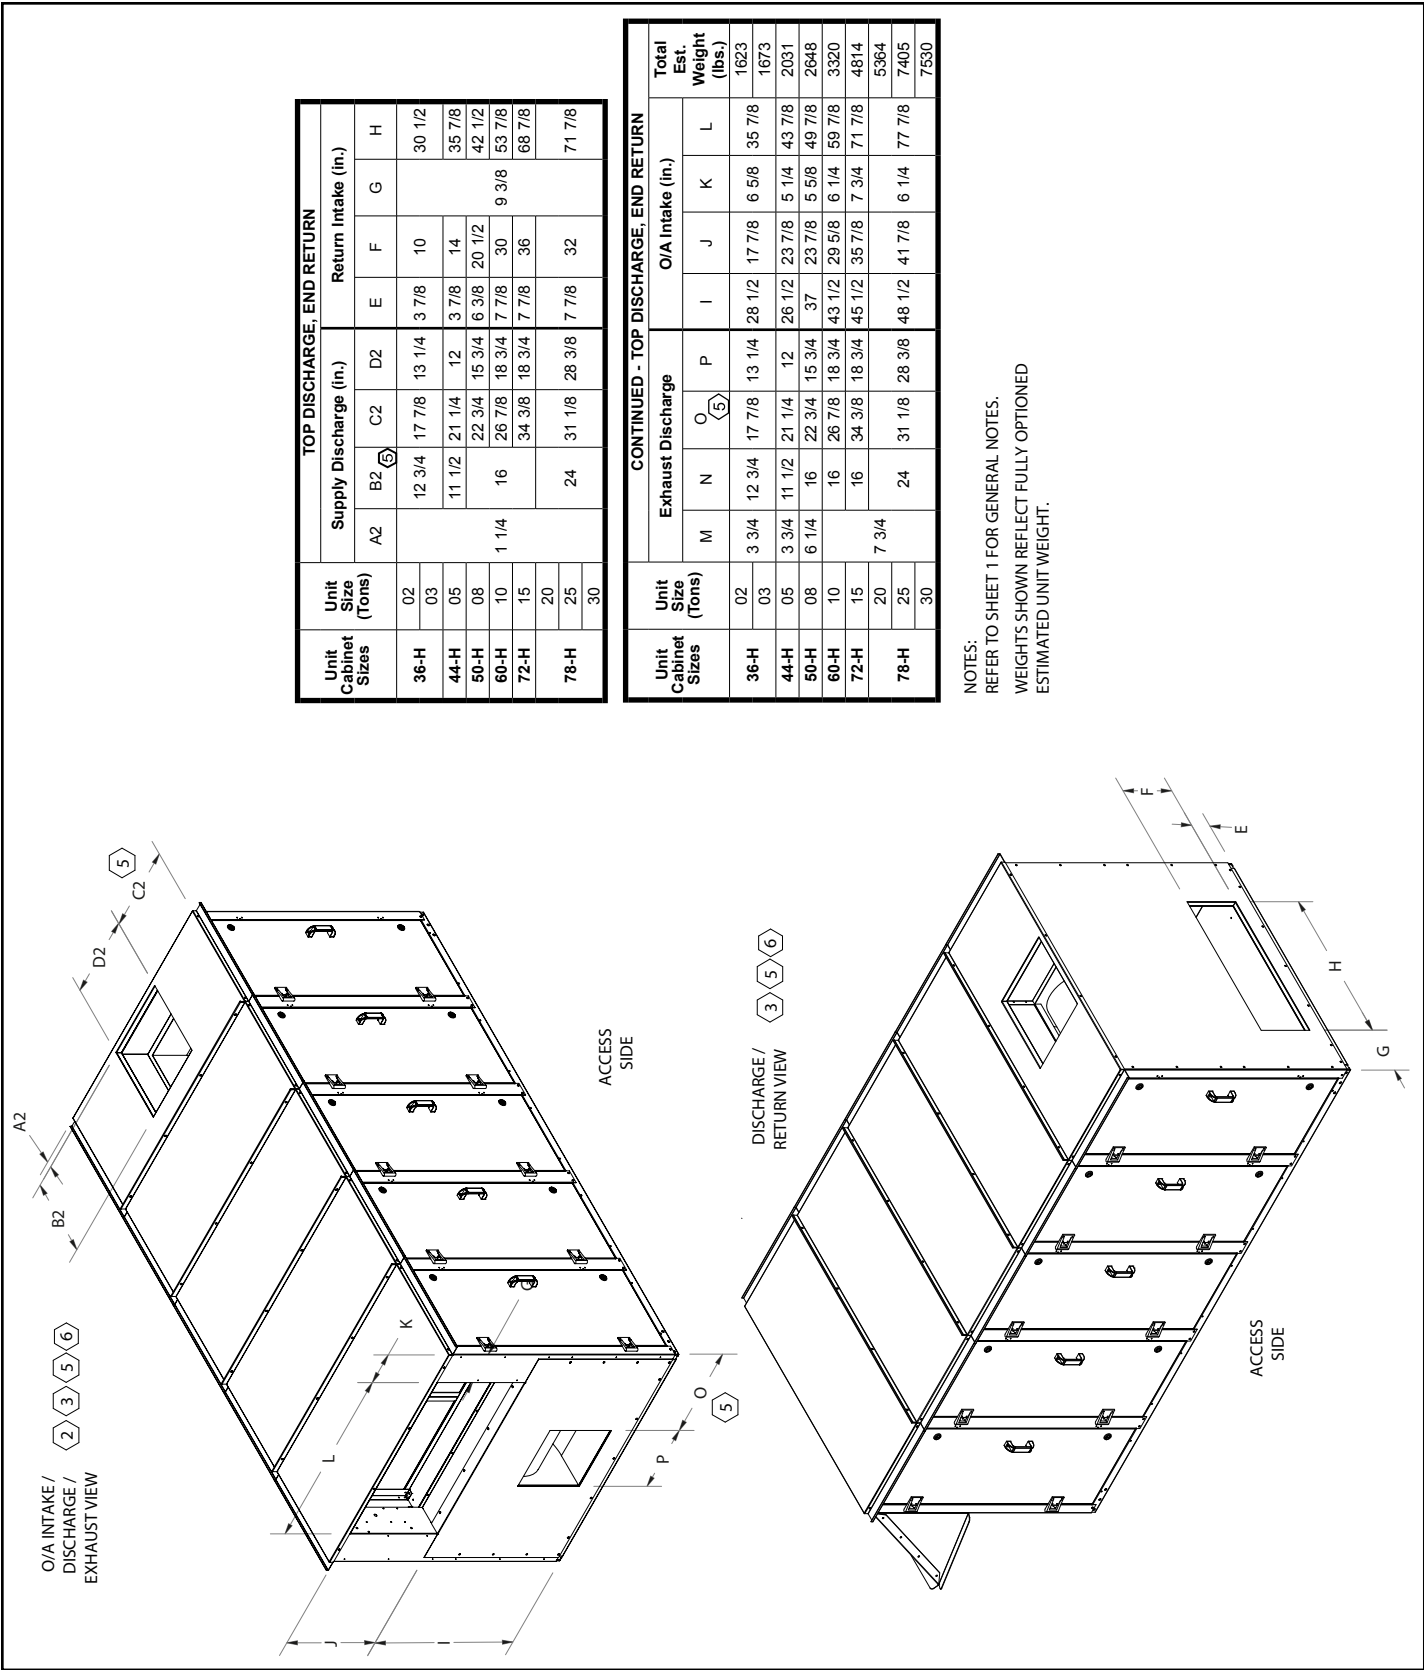 O/A INTAKE /
DISCHARGE /
EXHAUST VIEW
2 3 5 6
A2
B2
D2
C2
5
L
K
J
I
P
O
5
ACCESS
SIDE
DISCHARGE /
RETURN VIEW
3 5 6
F
E
H
G
ACCESS
SIDE
TOP DISCHARGE, END RETURN
Unit Cabinet Sizes Unit Size (Tons) Supply Discharge (in.) Return Intake (in.)
A2 B2 5 C2 D2 E F G H
36-H 02 1 1/4 12 3/4 17 7/8 13 1/4 3 7/8 10 9 3/8 30 1/2
03
44-H 05 11 1/2 21 1/4 12 3 7/8 14 35 7/8
50-H 08 16 22 3/4 15 3/4 6 3/8 20 1/2 42 1/2
60-H 10 26 7/8 18 3/4 7 7/8 30 53 7/8
72-H 15 34 3/8 18 3/4 7 7/8 36 68 7/8
78-H 20 24 31 1/8 28 3/8 7 7/8 32 71 7/8
25
30
CONTINUED - TOP DISCHARGE, END RETURN
Unit Cabinet Sizes Unit Size (Tons) Exhaust Discharge O/A Intake (in.) Total Est. Weight (lbs.)
M N O 5 P I J K L
36-H 02 3 3/4 12 3/4 17 7/8 13 1/4 28 1/2 17 7/8 6 5/8 35 7/8 1623
03 1673
44-H 05 3 3/4 11 1/2 21 1/4 12 26 1/2 23 7/8 5 1/4 43 7/8 2031
50-H 08 6 1/4 16 22 3/4 15 3/4 37 23 7/8 5 5/8 49 7/8 2648
60-H 10 7 3/4 16 26 7/8 18 3/4 43 1/2 29 5/8 6 1/4 59 7/8 3320
72-H 15 16 34 3/8 18 3/4 45 1/2 35 7/8 7 3/4 71 7/8 4814
78-H 20 24 31 1/8 28 3/8 48 1/2 41 7/8 6 1/4 77 7/8 5364
25 7405
30 7530
NOTES:
REFER TO SHEET 1 FOR GENERAL NOTES.
WEIGHTS SHOWN REFLECT FULLY OPTIONED
ESTIMATED UNIT WEIGHT.